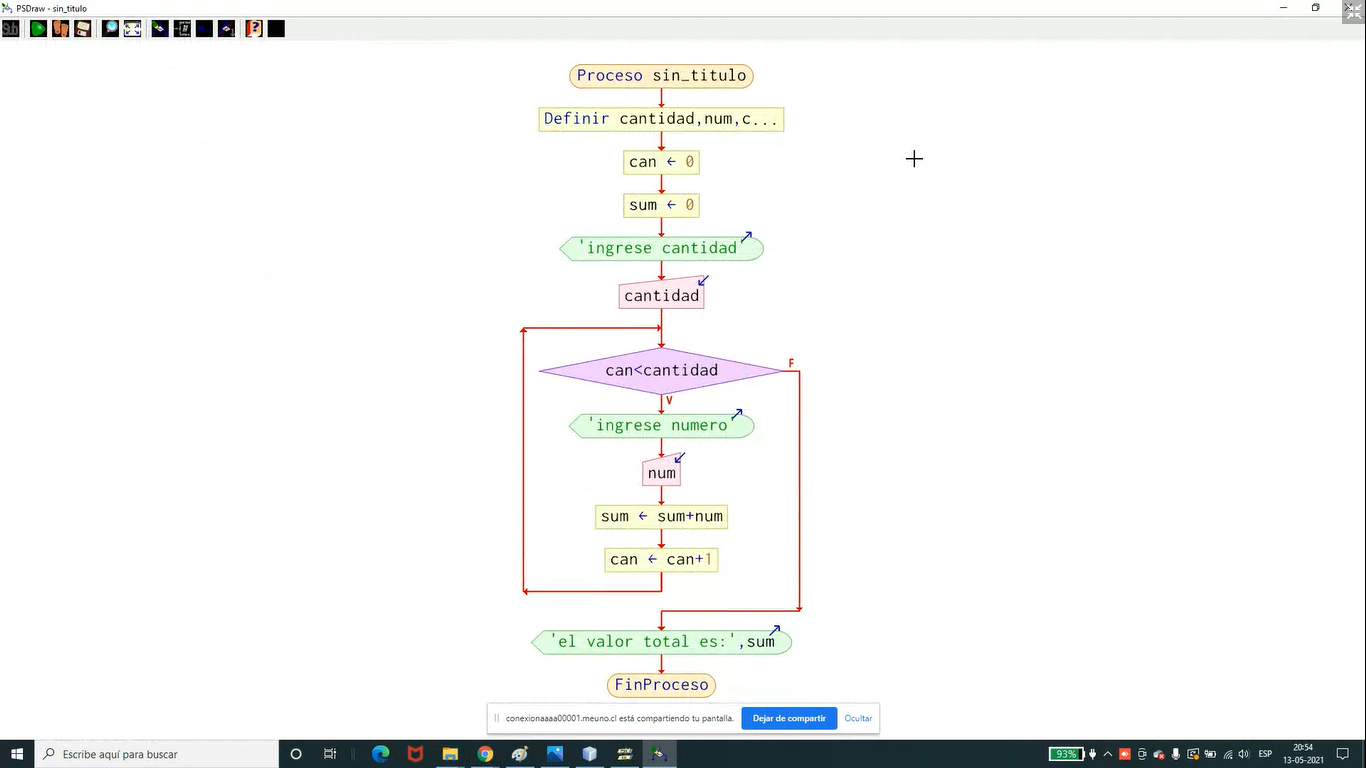 PSDraw - sin_titulo
Proceso sin_titulo
Definir cantidad,num,c...
can ← 0
sum ← 0
'ingrese cantidad'
cantidad
can<cantidad
F
V
'ingrese numero'
num
sum ← sum+num
can ← can+1
'el valor total es:',sum
FinProceso
conexionaaaa00001.meuno.cl está compartiendo tu pantalla. Dejar de compartir Ocultar
Escribe aquí para buscar
93%
ESP
20:54
13-05-2021